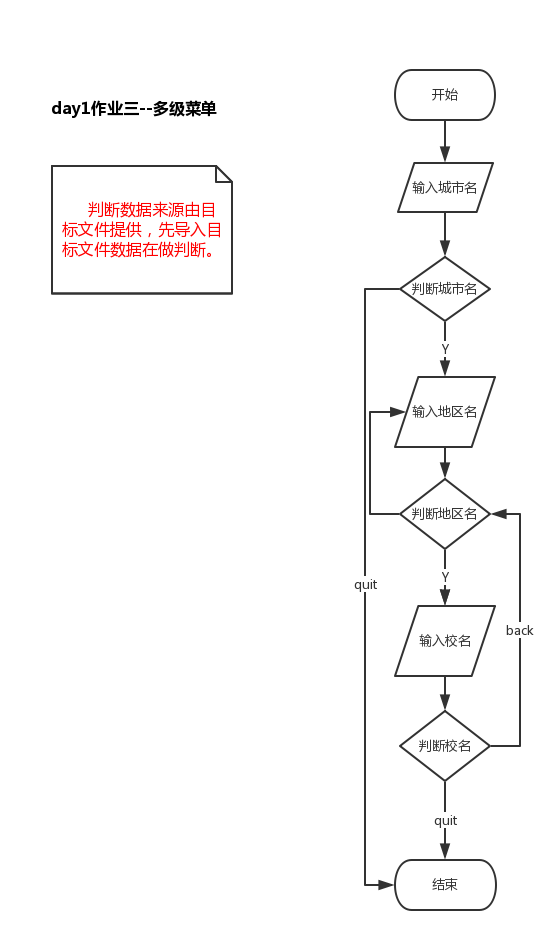 day1作业三--多级菜单
判断数据来源由目
标文件提供，先导入目
标文件数据在做判断。
开始
输入城市名
判断城市名
Y
输入地区名
判断地区名
Y
quit
输入校名
back
判断校名
quit
结束